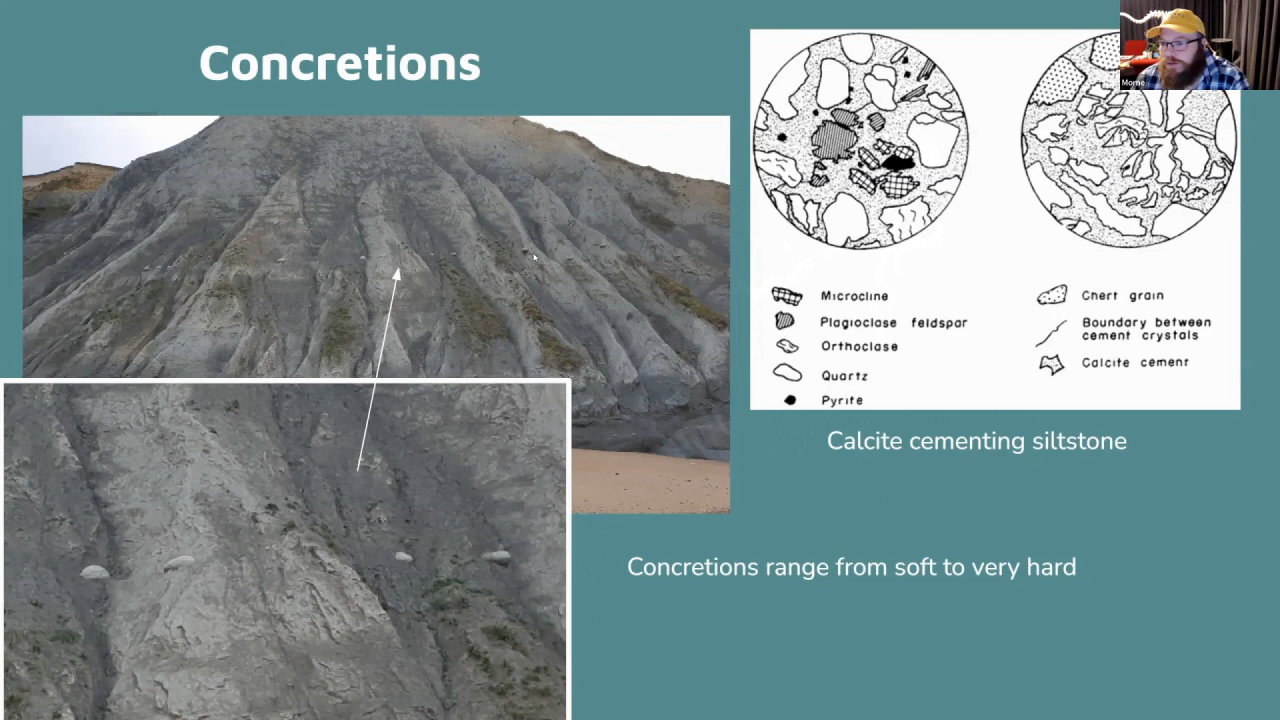 Concretions
Morne
Microcline
Plagioclase feldspar
Orthoclase
Quartz
Pyrite
Chert grain
Boundary between
cement crystals
Calcite cement
Calcite cementing siltstone
Concretions range from soft to very hard